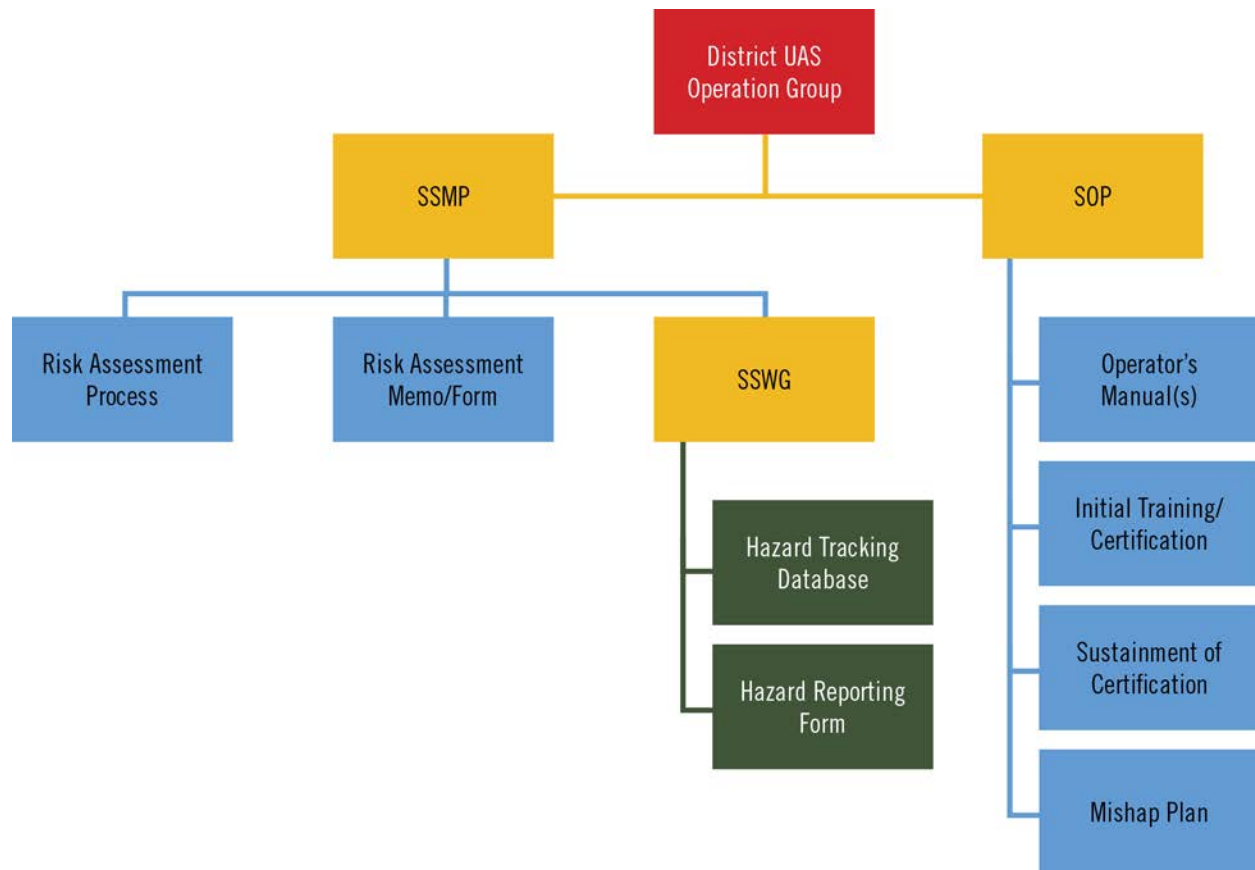 District UAS
Operation Group
SSMP
SOP
Risk Assessment
Process
Risk Assessment
Memo/Form
SSWG
Hazard Tracking
Database
Hazard Reporting
Form
Operator’s
Manual(s)
Initial Training/
Certification
Sustainment of
Certification
Mishap Plan